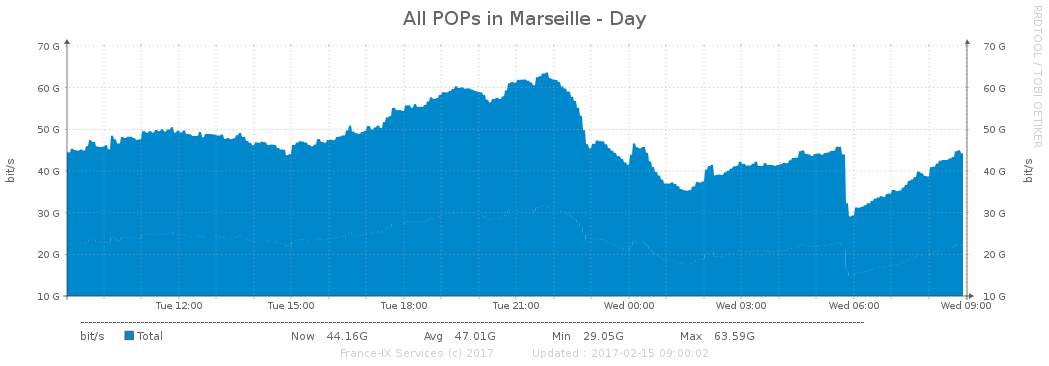 All POPs in Marseille - Day
RRDTOOL / TOBI OETIKER
70 G 70 G
60 G 60 G
50 G 50 G
40 G 40 G
30 G 30 G
20 G 20 G
10 G 10 G
bit/s
bit/s
Tue 12:00 Tue 15:00 Tue 18:00 Tue 21:00 Wed 00:00 Wed 03:00 Wed 06:00 Wed 09:00
bit/s Total Now 44.16G Avg 47.01G Min 29.05G Max 63.59G
France-IX Services (c) 2017 Updated : 2017-02-15 09:00:02